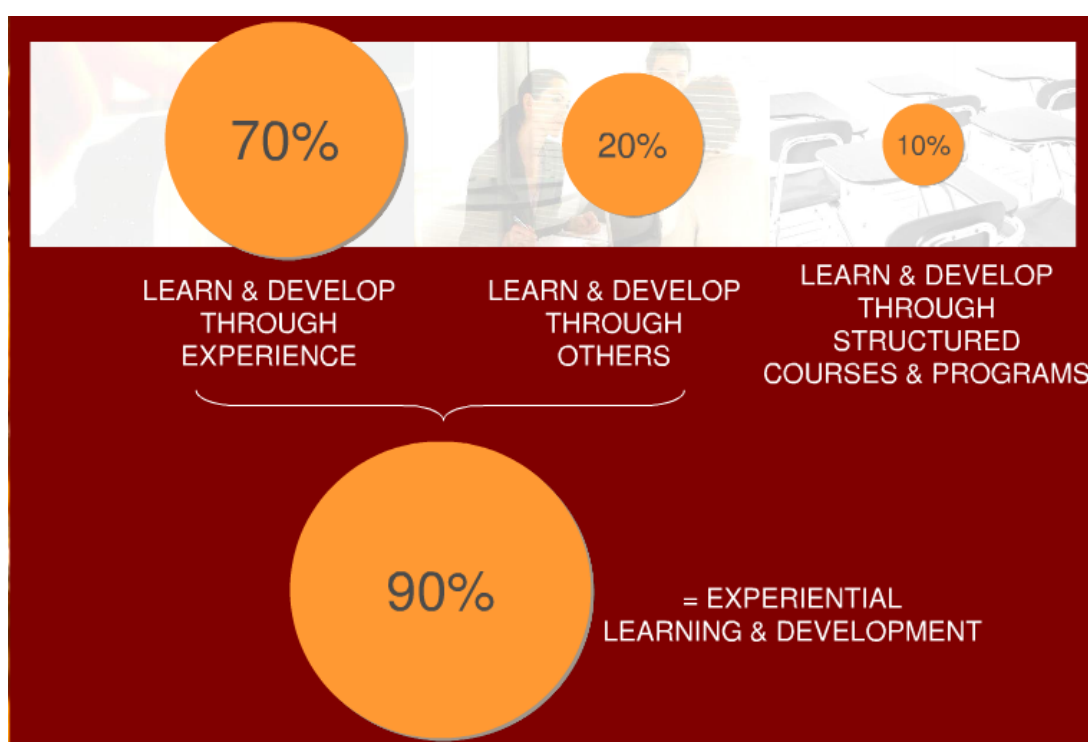 70%
20%
10%
LEARN & DEVELOP
THROUGH
EXPERIENCE
LEARN & DEVELOP
THROUGH
OTHERS
LEARN & DEVELOP
THROUGH
STRUCTURED
COURSES & PROGRAMS
90%
= EXPERIENTIAL
LEARNING & DEVELOPMENT